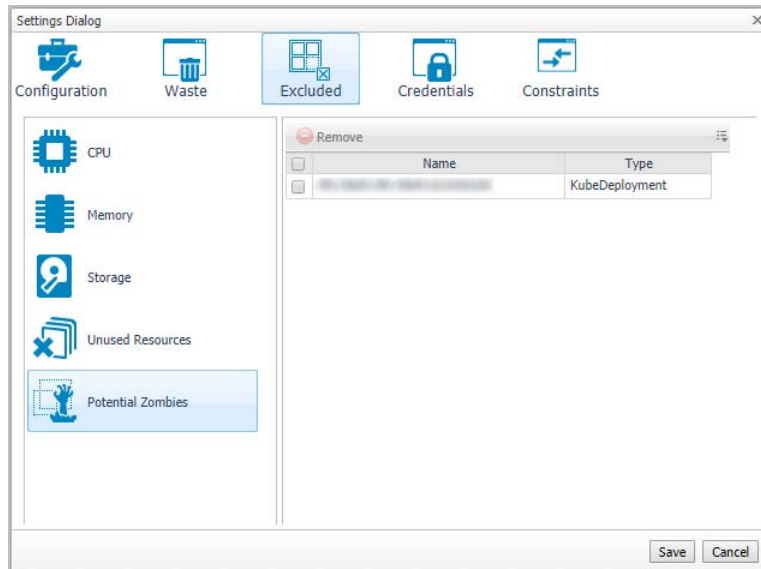 Settings Dialog
Configuration Waste Excluded Credentials Constraints
CPU
Memory
Storage
Unused Resources
Potential Zombies
Remove
Name Type
KubeDeployment
Save Cancel